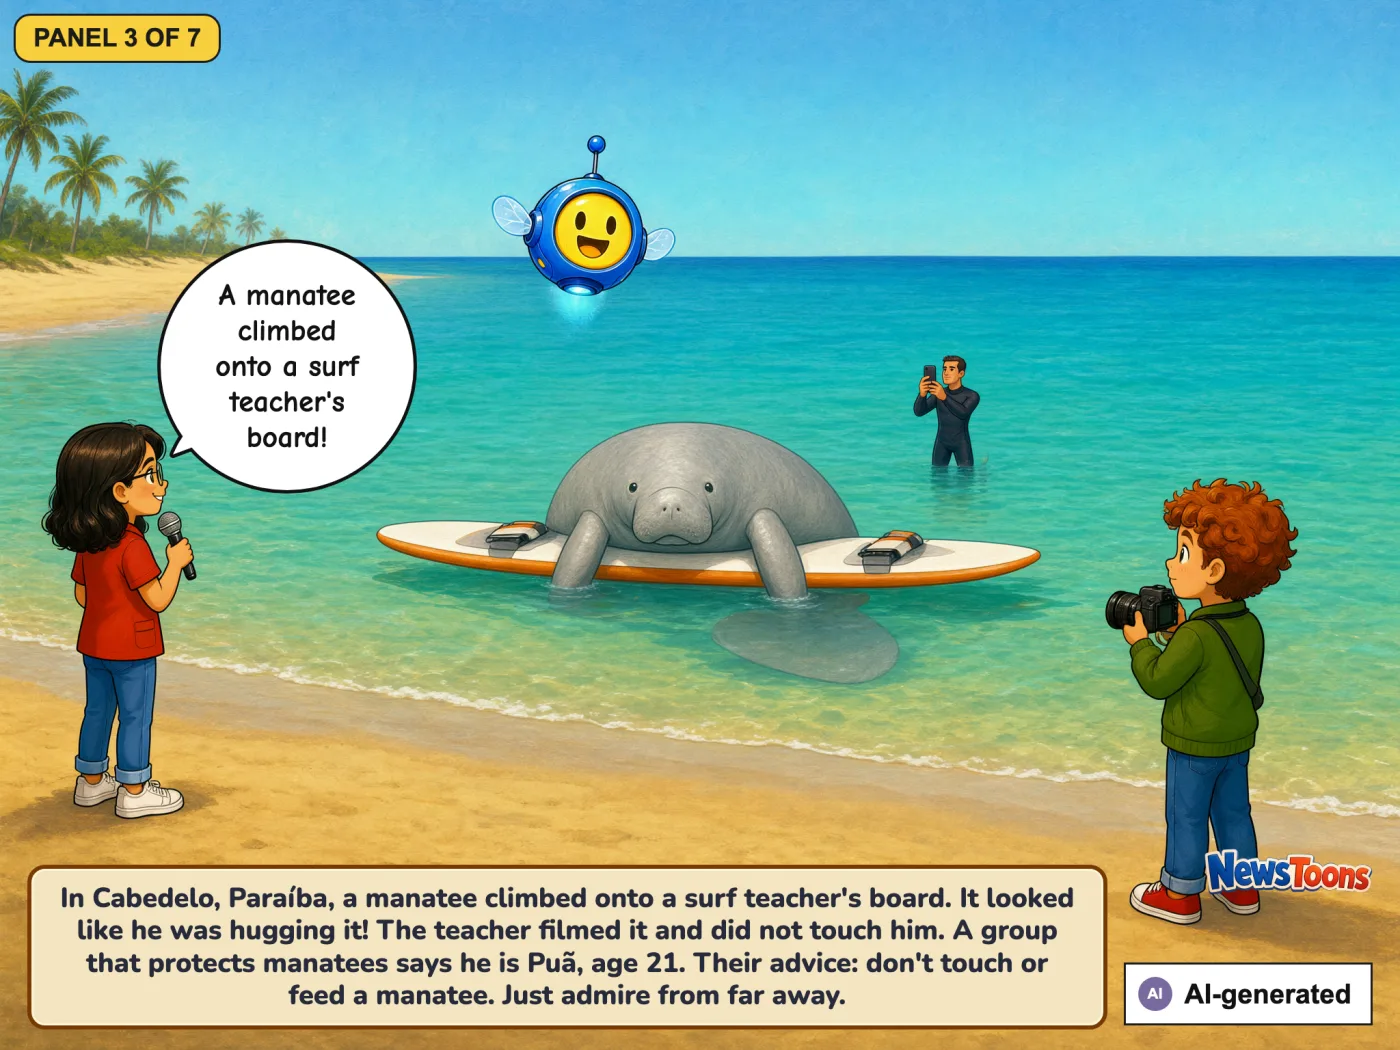 PANEL 3 OF 7
A manatee
climbed
onto a surf
teacher's
board!
In Cabedelo, Paraíba, a manatee climbed onto a surf teacher's board. It looked
like he was hugging it! The teacher filmed it and did not touch him. A group
that protects manatees says he is Puã, age 21. Their advice: don't touch or
feed a manatee. Just admire from far away.
NewsToons
AI AI-generated